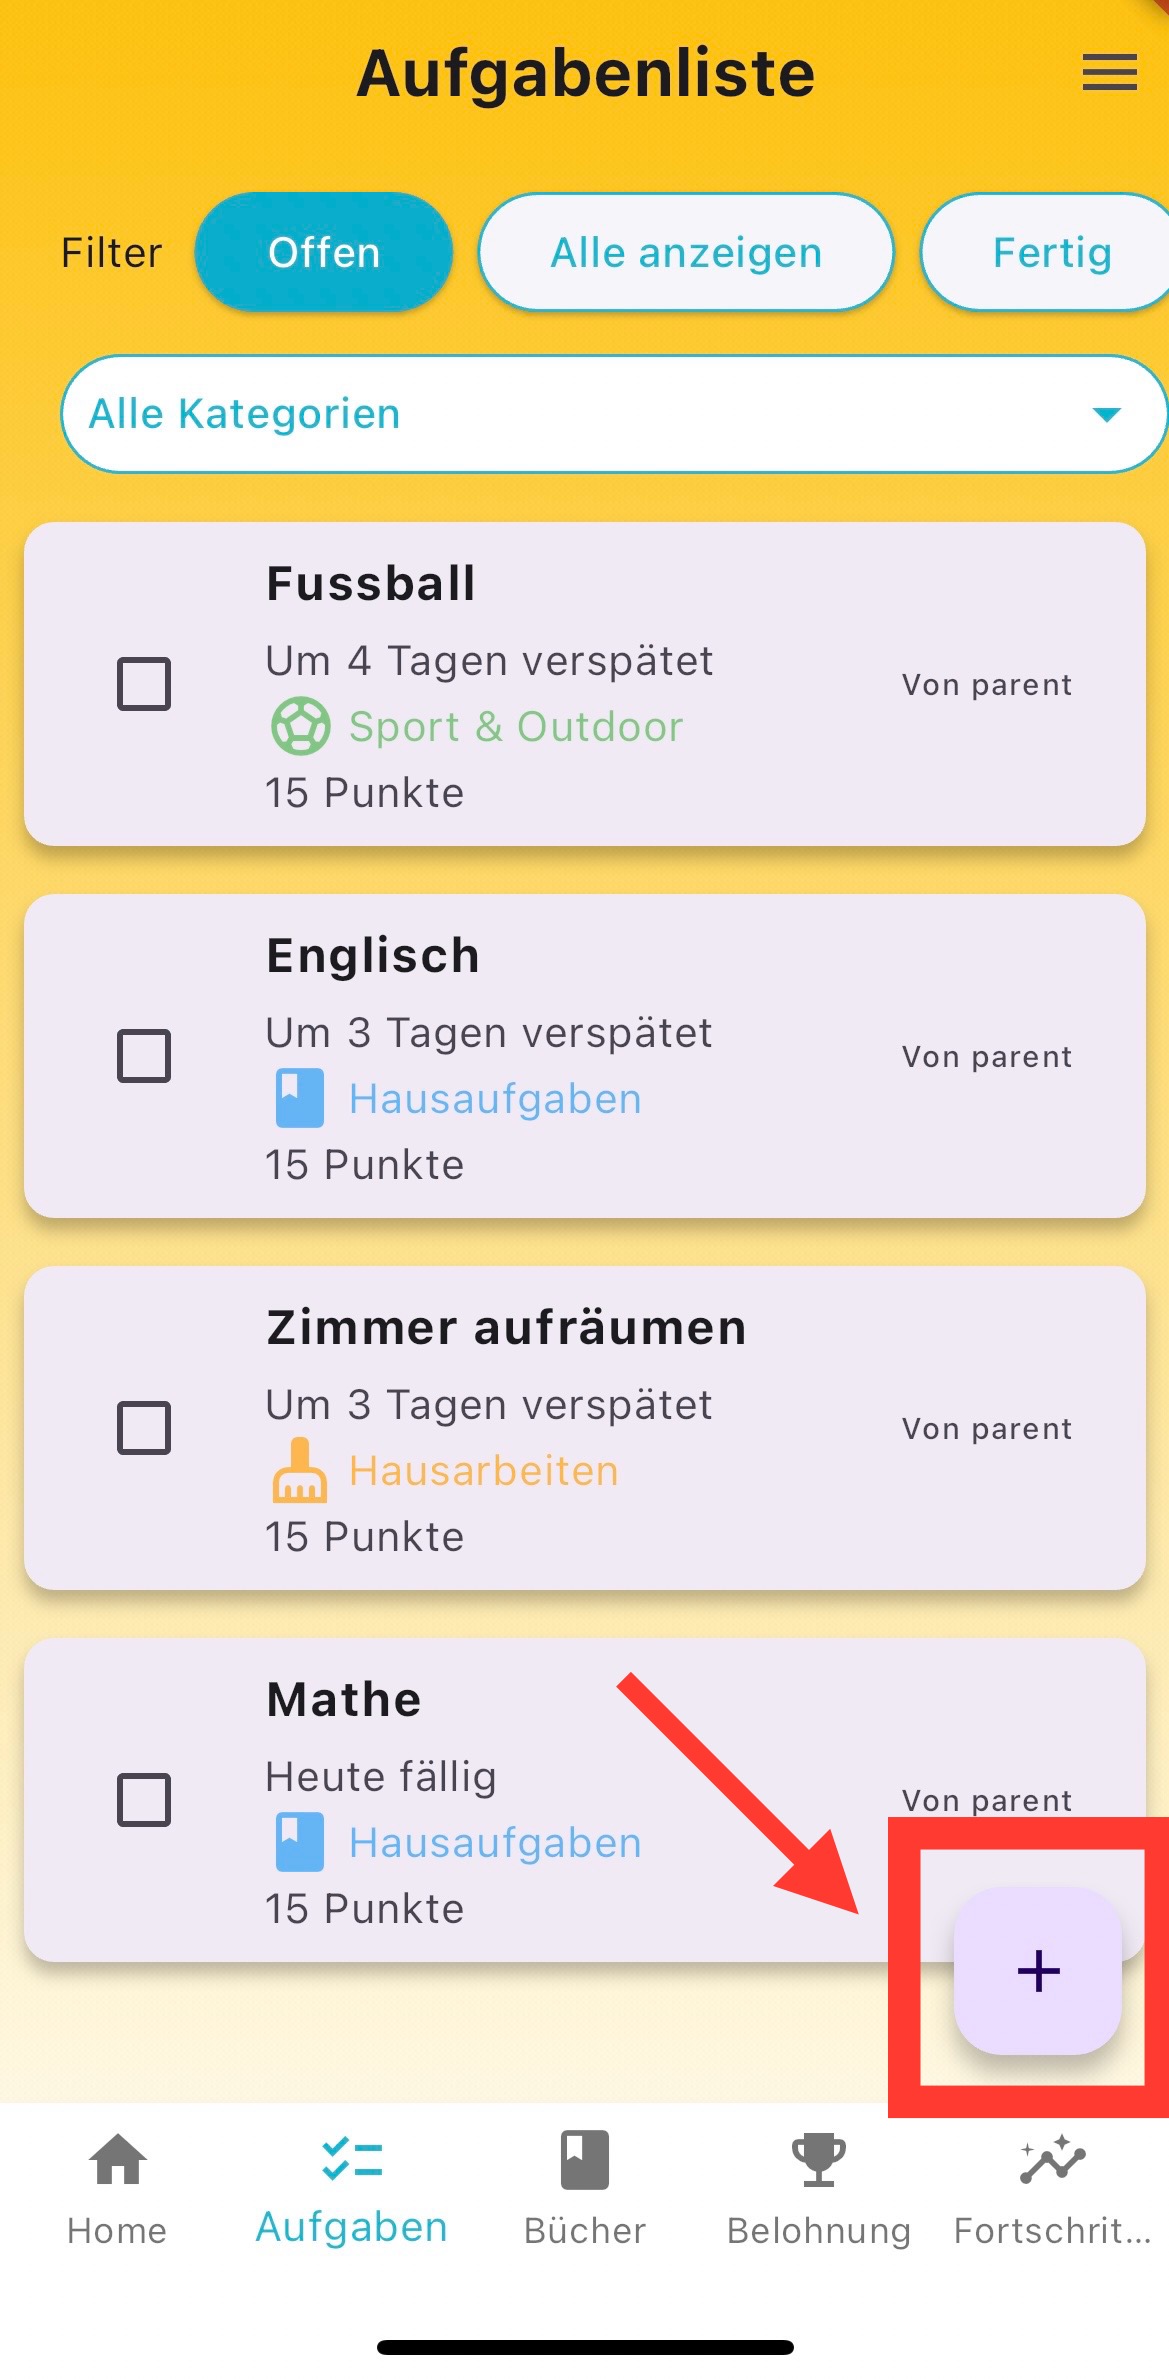 Aufgabenliste
Filter
Offen
Alle anzeigen
Fertig
Alle Kategorien
Fussball
Um 4 Tagen verspätet
Sport & Outdoor
15 Punkte
Von parent
Englisch
Um 3 Tagen verspätet
Hausaufgaben
15 Punkte
Von parent
Zimmer aufräumen
Um 3 Tagen verspätet
Hausarbeiten
15 Punkte
Von parent
Mathe
Heute fällig
Hausaufgaben
15 Punkte
Von parent
+
Home
Aufgaben
Bücher
Belohnung
Fortschrit...